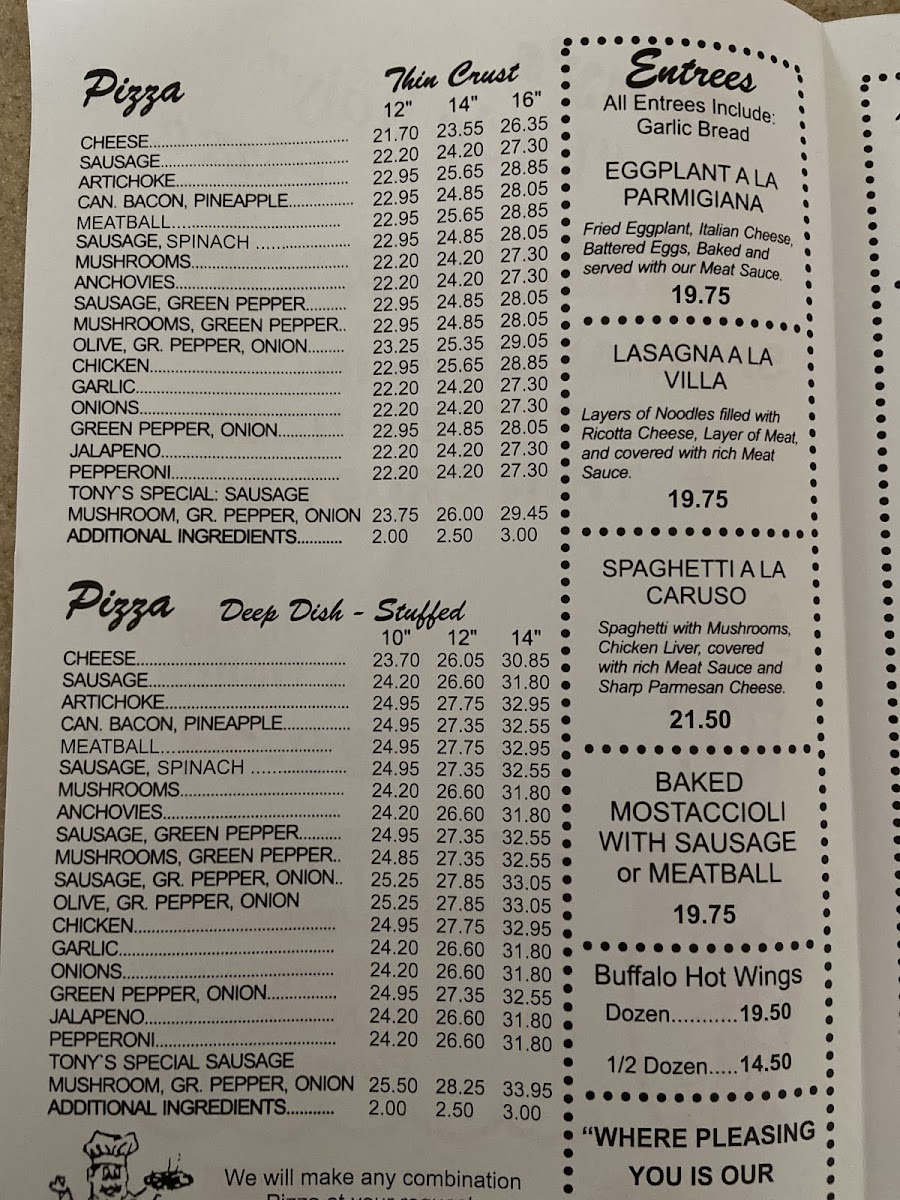 Pizza
Thin Crust
12" 14" 16"
CHEESE.......... 21.70 23.55 26.35
SAUSAGE.......... 22.20 24.20 27.30
ARTICHOKE.......... 22.95 25.65 28.85
CAN. BACON, PINEAPPLE.......... 22.95 24.85 28.05
MEATBALL.......... 22.95 25.65 28.85
SAUSAGE, SPINACH .......... 22.95 24.85 28.05
MUSHROOMS.......... 22.20 24.20 27.30
ANCHOVIES.......... 22.20 24.20 27.30
SAUSAGE, GREEN PEPPER.......... 22.95 24.85 28.05
MUSHROOMS, GREEN PEPPER.. 22.95 24.85 28.05
OLIVE, GR. PEPPER, ONION......... 23.25 25.35 29.05
CHICKEN.......... 22.95 25.65 28.85
GARLIC.......... 22.20 24.20 27.30
ONIONS.......... 22.20 24.20 27.30
GREEN PEPPER, ONION.......... 22.95 24.85 28.05
JALAPENO.......... 22.20 24.20 27.30
PEPPERONI.......... 22.20 24.20 27.30
TONY`S SPECIAL: SAUSAGE
MUSHROOM, GR. PEPPER, ONION 23.75 26.00 29.45
ADDITIONAL INGREDIENTS........... 2.00 2.50 3.00
Pizza Deep Dish - Stuffed
10" 12" 14"
CHEESE.......... 23.70 26.05 30.85
SAUSAGE.......... 24.20 26.60 31.80
ARTICHOKE.......... 24.95 27.75 32.95
CAN. BACON, PINEAPPLE.......... 24.95 27.35 32.55
MEATBALL.......... 24.95 27.75 32.95
SAUSAGE, SPINACH .......... 24.95 27.35 32.55
MUSHROOMS.......... 24.20 26.60 31.80
ANCHOVIES.......... 24.20 26.60 31.80
SAUSAGE, GREEN PEPPER.......... 24.95 27.35 32.55
MUSHROOMS, GREEN PEPPER.. 24.85 27.35 32.55
SAUSAGE, GR. PEPPER, ONION.. 25.25 27.85 33.05
OLIVE, GR. PEPPER, ONION 25.25 27.85 33.05
CHICKEN.......... 24.95 27.75 32.95
GARLIC.......... 24.20 26.60 31.80
ONIONS.......... 24.20 26.60 31.80
GREEN PEPPER, ONION.......... 24.95 27.35 32.55
JALAPENO.......... 24.20 26.60 31.80
PEPPERONI.......... 24.20 26.60 31.80
TONY`S SPECIAL SAUSAGE
MUSHROOM, GR. PEPPER, ONION 25.50 28.25 33.95
ADDITIONAL INGREDIENTS............ 2.00 2.50 3.00
We will make any combination
Pizza at your request
Entrees
All Entrees Include:
Garlic Bread
EGGPLANT A LA
PARMIGIANA
Fried Eggplant, Italian Cheese,
Battered Eggs, Baked and
served with our Meat Sauce.
19.75
LASAGNA A LA
VILLA
Layers of Noodles filled with
Ricotta Cheese, Layer of Meat,
and covered with rich Meat
Sauce.
19.75
SPAGHETTI A LA
CARUSO
Spaghetti with Mushrooms,
Chicken Liver, covered
with rich Meat Sauce and
Sharp Parmesan Cheese.
21.50
BAKED
MOSTACCIOLI
WITH SAUSAGE
or MEATBALL
19.75
Buffalo Hot Wings
Dozen...........19.50
1/2 Dozen.....14.50
“WHERE PLEASING
YOU IS OUR